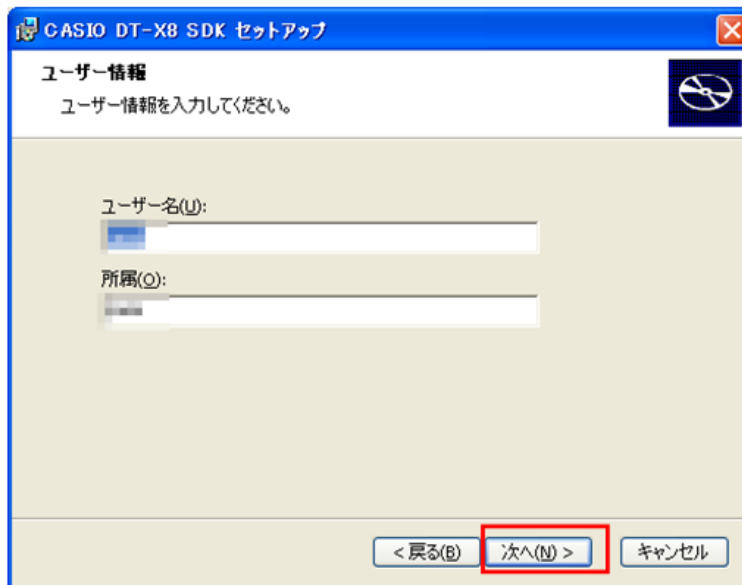 CASIO DT-X8 SDK セットアップ
ユーザー情報
ユーザー情報を入力してください。
ユーザー名(U):
所属(O):
< 戻る(B)
次へ(N) >
キャンセル